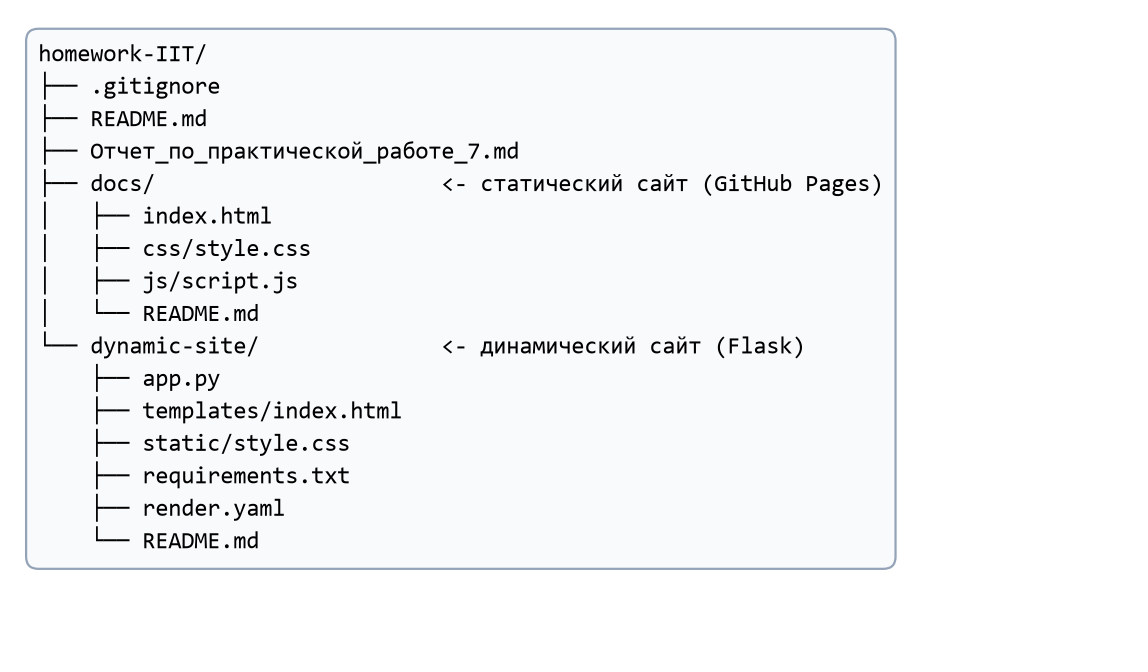 homework-IIT/
├── .gitignore
├── README.md
├── Отчет_по_практической_работе_7.md
├── docs/                      <- статический сайт (GitHub Pages)
│   ├── index.html
│   ├── css/style.css
│   ├── js/script.js
│   └── README.md
└── dynamic-site/              <- динамический сайт (Flask)
    ├── app.py
    ├── templates/index.html
    ├── static/style.css
    ├── requirements.txt
    ├── render.yaml
    └── README.md